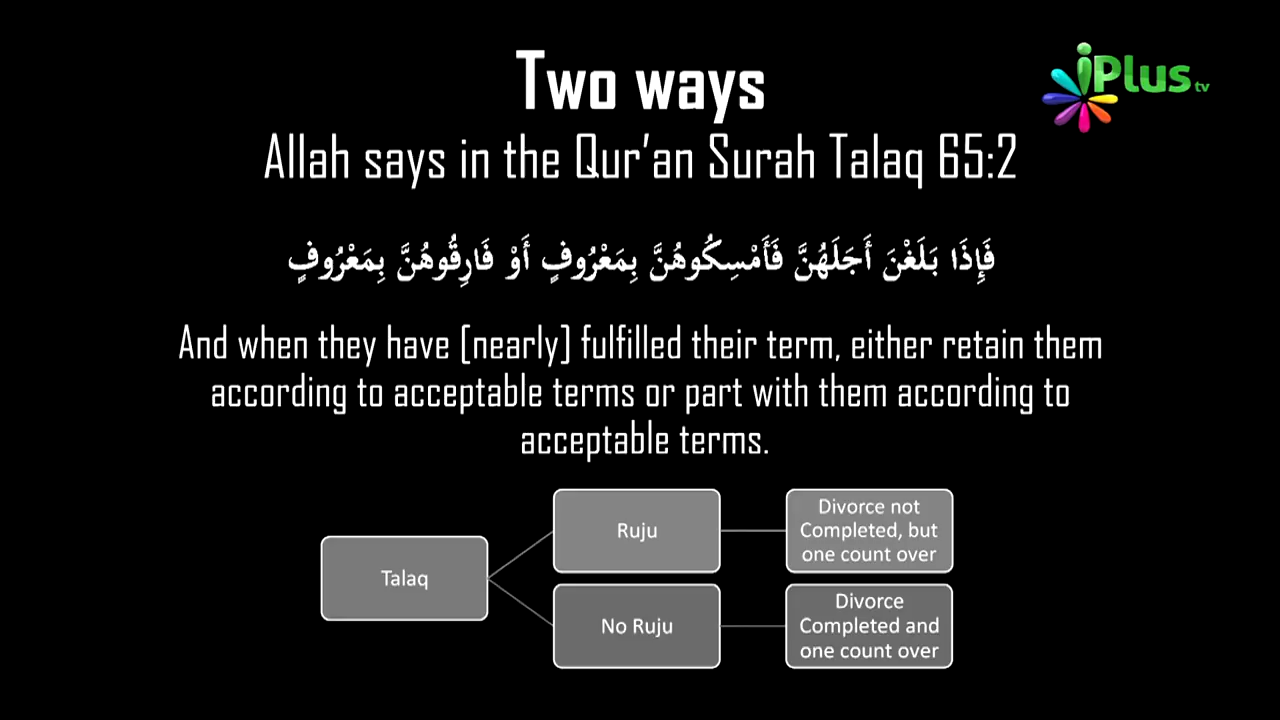 Two ways
iPlus tv
Allah says in the Qur’an Surah Talaq 65:2
فَإِذَا بَلَغْنَ أَجَلَهُنَّ فَأَمْسِكُوهُنَّ بِمَعْرُوفٍ أَوْ فَارِقُوهُنَّ بِمَعْرُوفٍ
And when they have [nearly] fulfilled their term, either retain them
according to acceptable terms or part with them according to
acceptable terms.
Talaq
Ruju
Divorce not
Completed, but
one count over
No Ruju
Divorce
Completed and
one count over